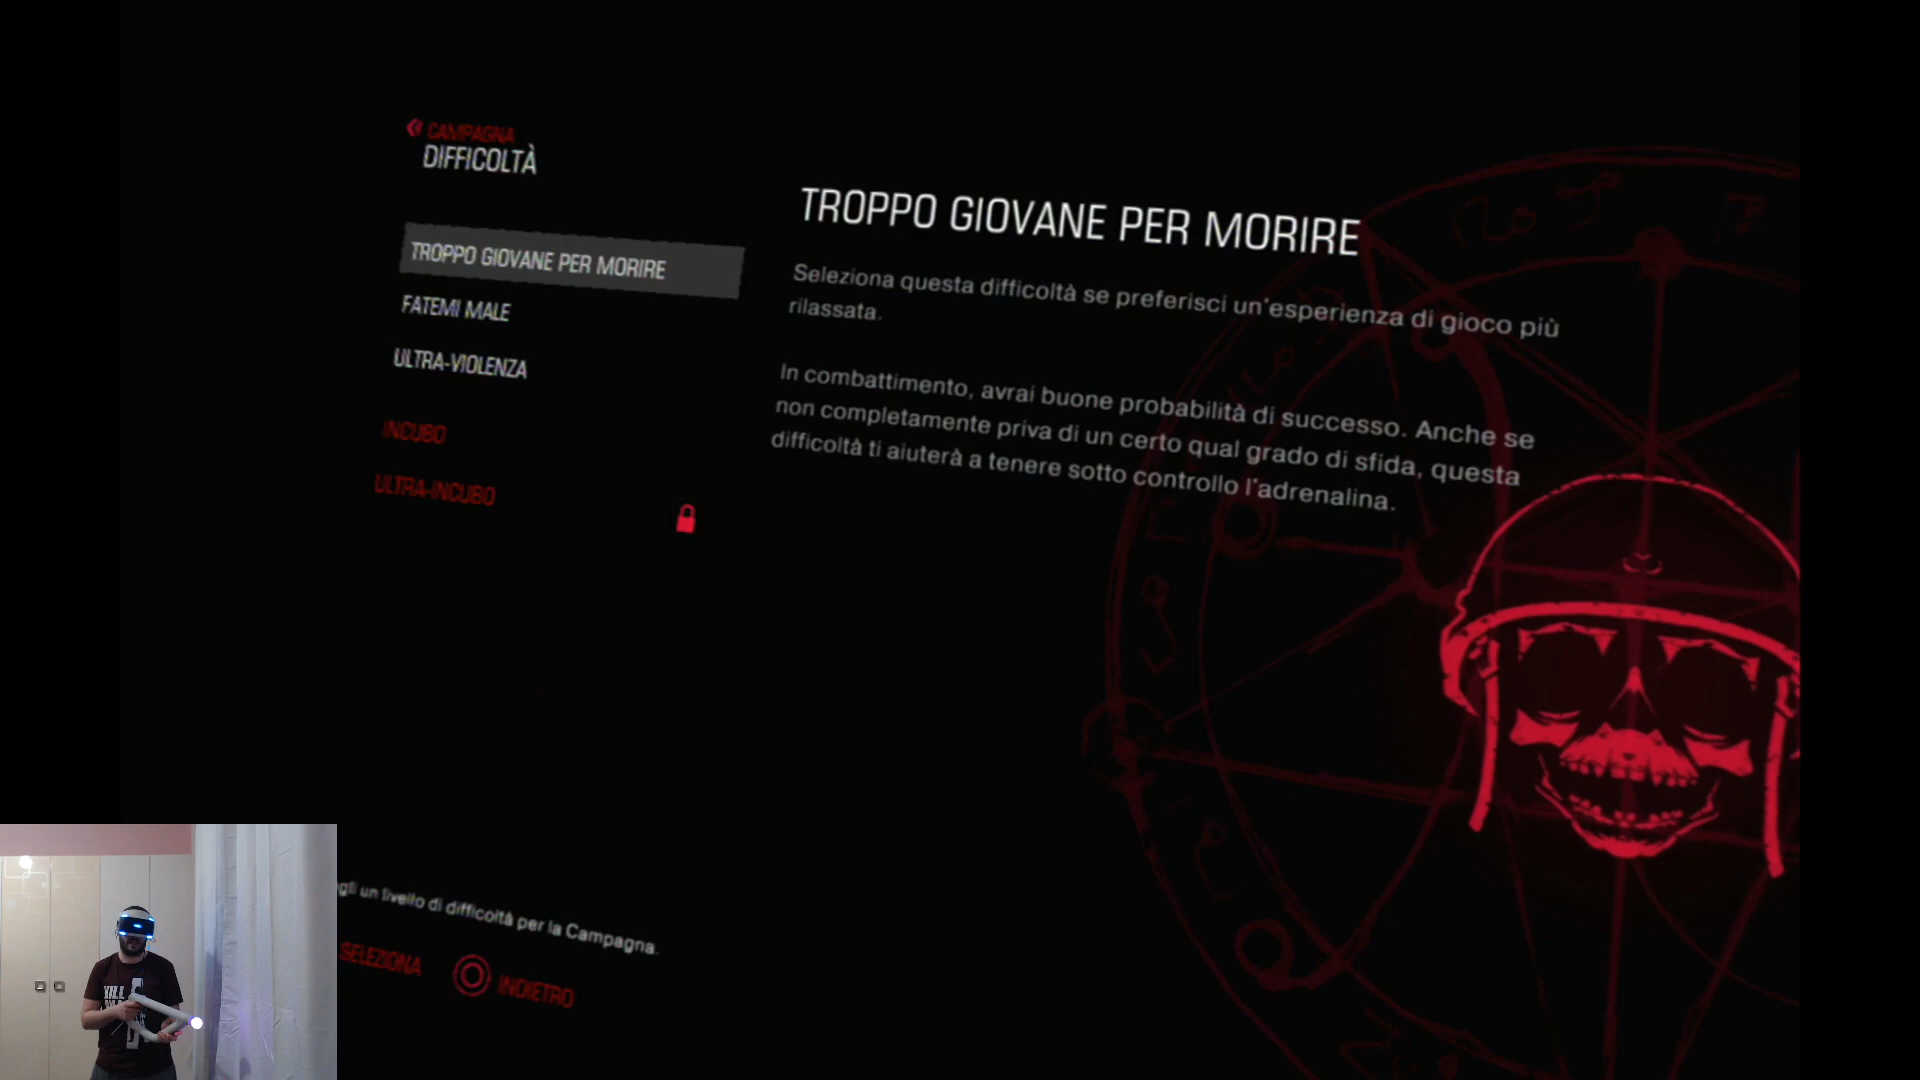 CAMPAGNA
DIFFICOLTÀ
TROPPO GIOVANE PER MORIRE
FATEMI MALE
ULTRA-VIOLENZA
INCUBO
ULTRA-INCUBO
TROPPO GIOVANE PER MORIRE
Seleziona questa difficoltà se preferisci un'esperienza di gioco più
rilassata.
In combattimento, avrai buone probabilità di successo. Anche se
non completamente priva di un certo qual grado di sfida, questa
difficoltà ti aiuterà a tenere sotto controllo l'adrenalina.
un livello di difficoltà per la Campagna.
SELEZIONA INDIETRO
KILL